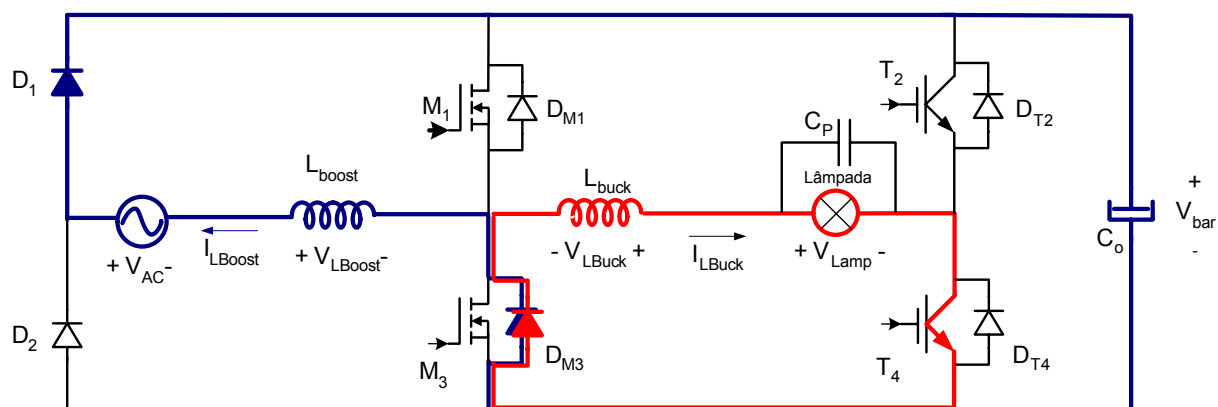 D1
M1
DM1
T2
DT2
CP
Lboost
Lbuck
Lâmpada
+
Vbar
-
Co
ILBoost
+ VAC -
+ VLBoost -
- VLBuck +
ILBuck
+ VLamp -
D2
M3
DM3
T4
DT4